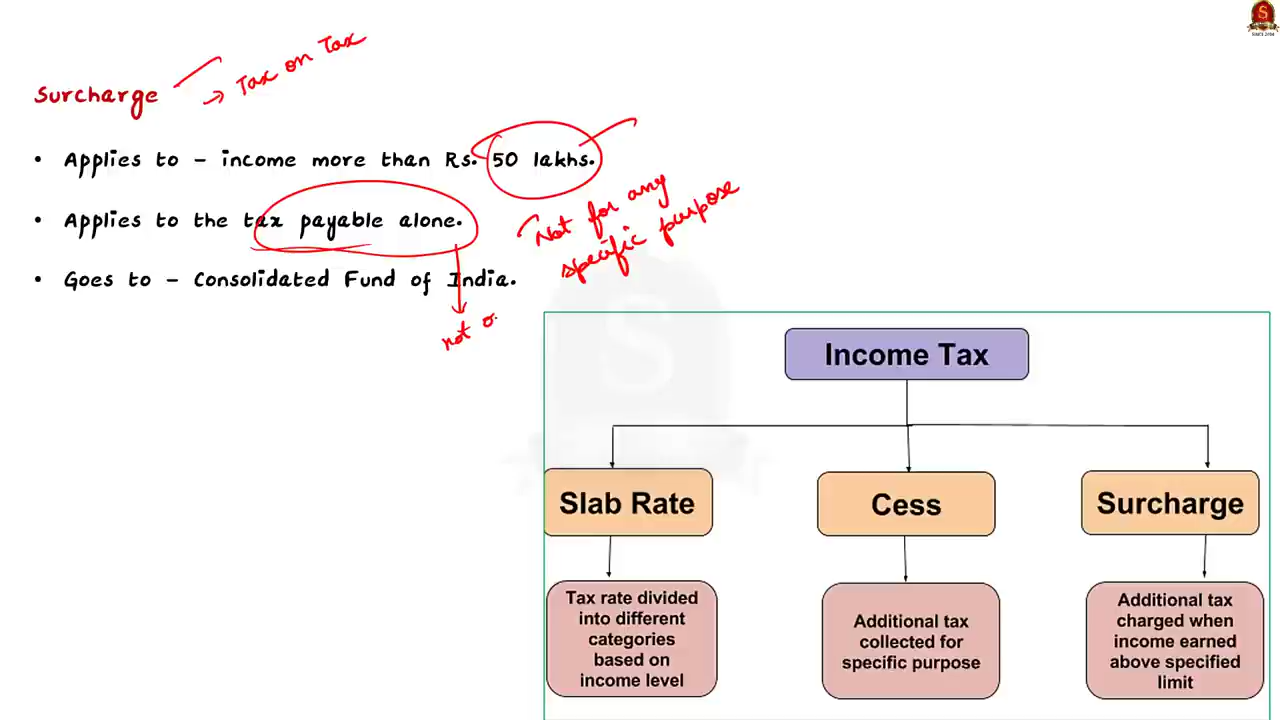 Surcharge
→ Tax on Tax
• Applies to – income more than Rs. 50 lakhs.
• Applies to the tax payable alone.
Not for any
specific purpose
• Goes to – Consolidated Fund of India.
not o
Income Tax
Slab Rate
Cess
Surcharge
Tax rate divided
into different
categories
based on
income level
Additional tax
collected for
specific purpose
Additional tax
charged when
income earned
above specified
limit
S